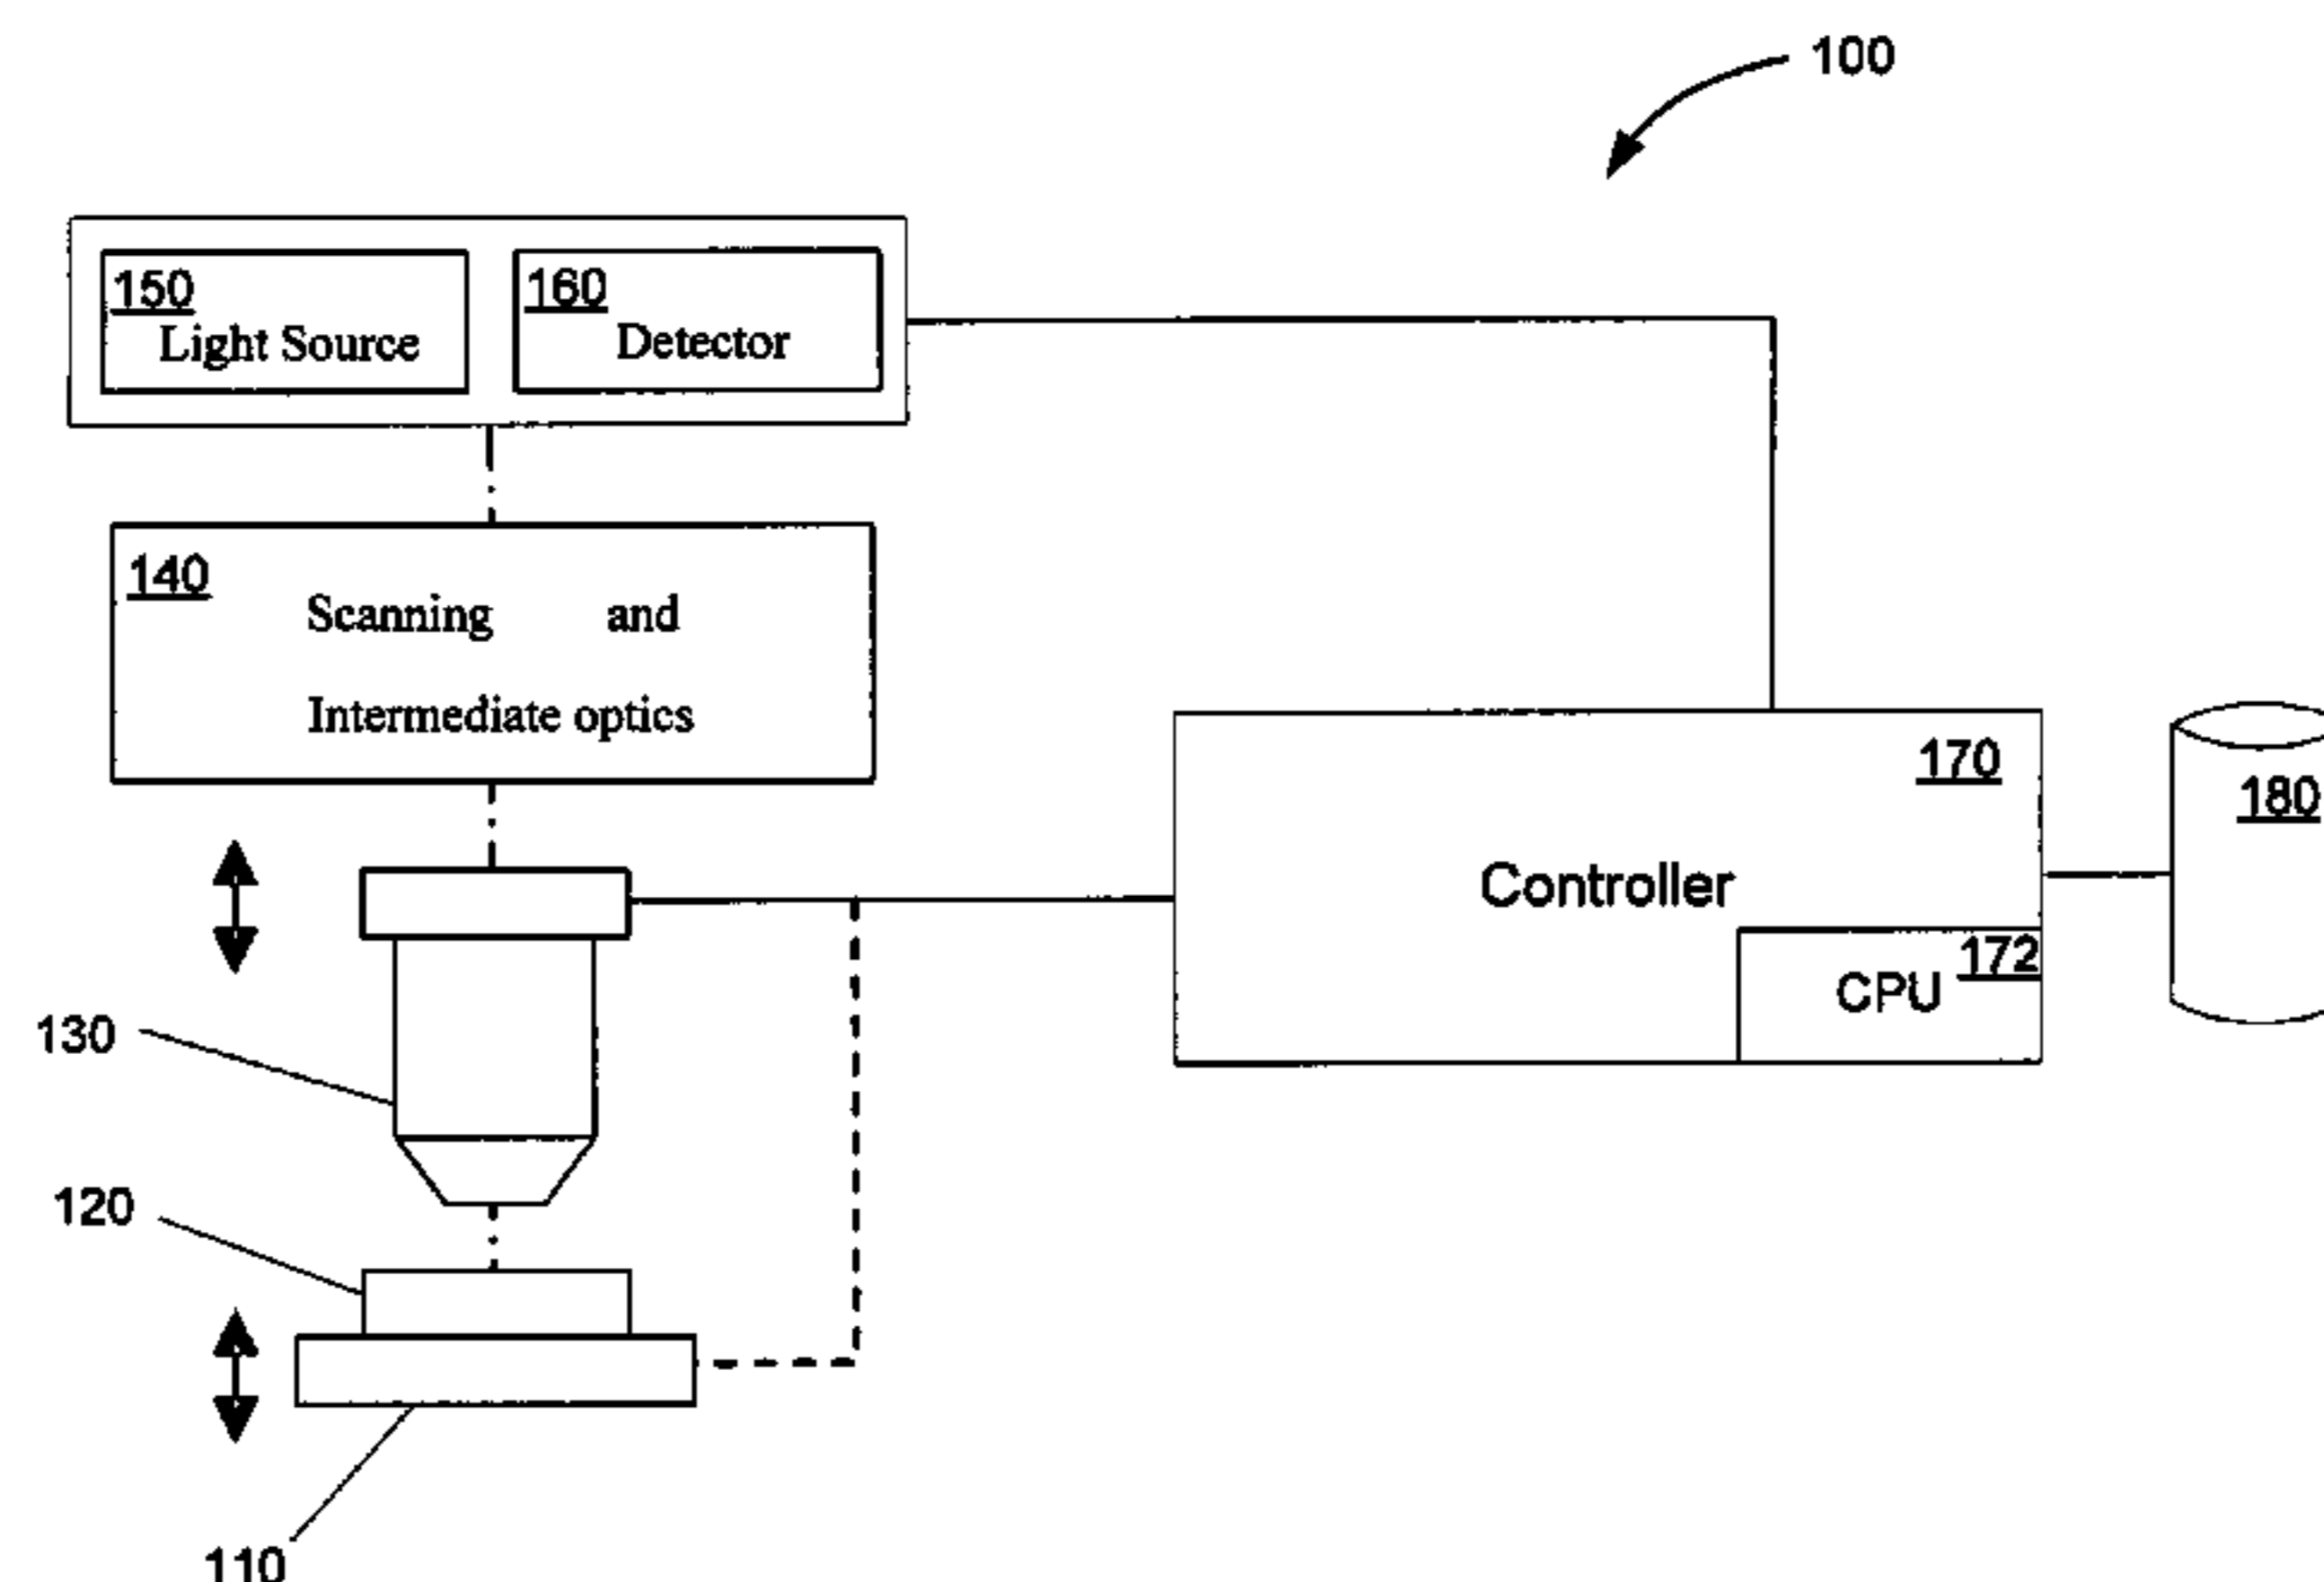 100
150
Light Source
160
Detector
140
Scanning and
Intermediate optics
170
Controller
172
CPU
180
130
120
110